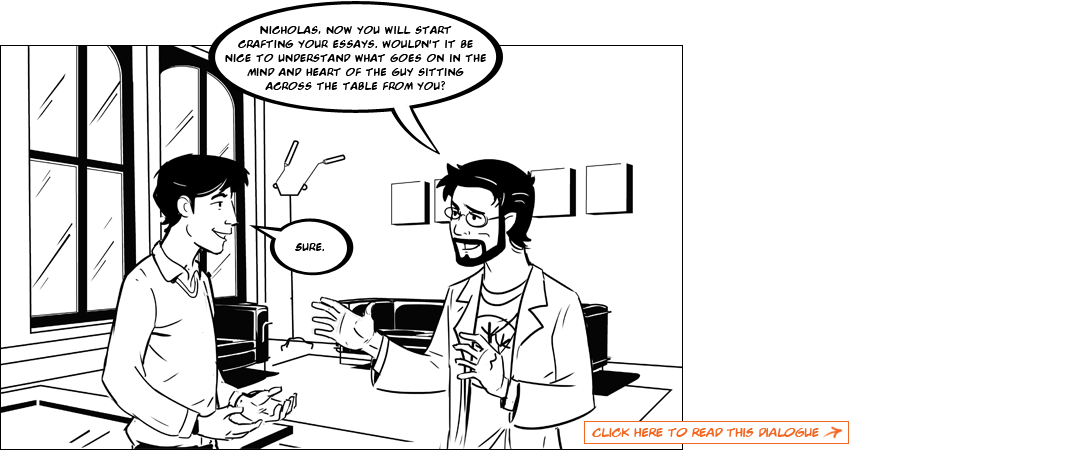 NICHOLAS, NOW YOU WILL START
CRAFTING YOUR ESSAYS. WOULDN'T IT BE
NICE TO UNDERSTAND WHAT GOES ON IN THE
MIND AND HEART OF THE GUY SITTING
ACROSS THE TABLE FROM YOU?
SURE.
CLICK HERE TO READ THIS DIALOGUE